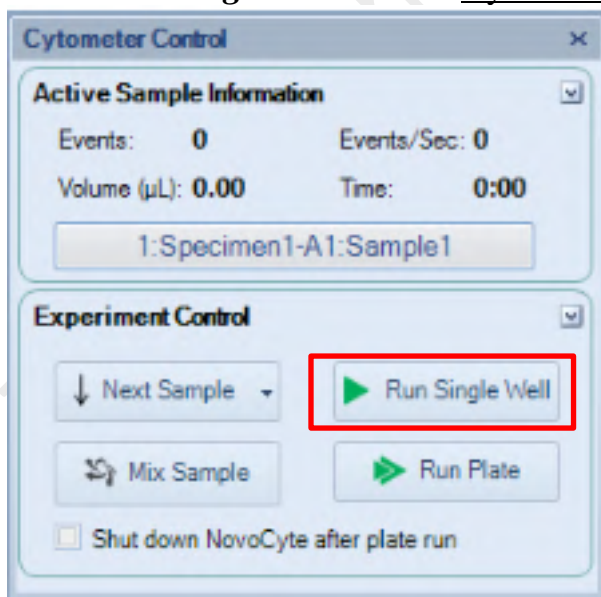 Cytometer Control
Active Sample Information
Events: 0 Events/Sec: 0
Volume (µL): 0.00 Time: 0:00
1:Specimen1-A1:Sample1
Experiment Control
Next Sample Run Single Well
Mix Sample Run Plate
Shut down NovoCyte after plate run